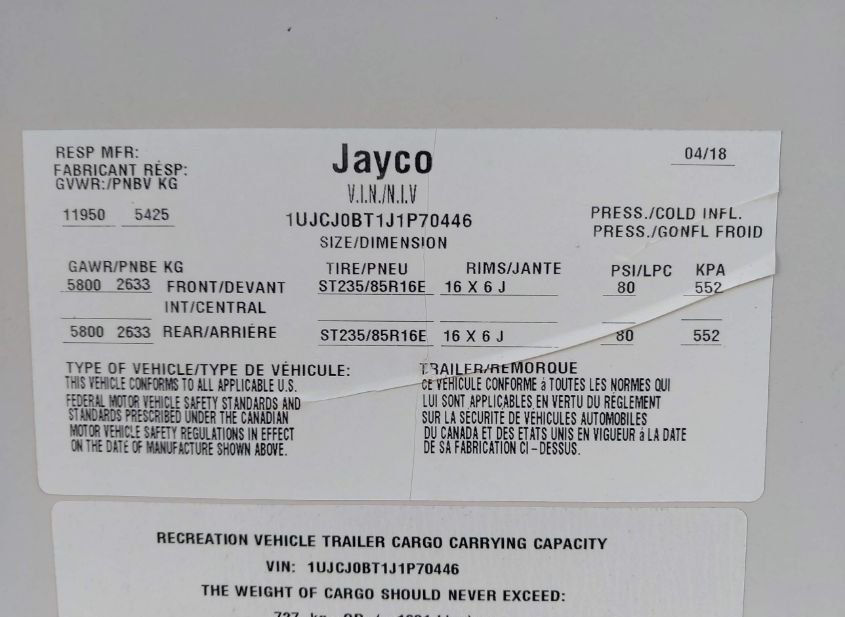 RESP MFR:
FABRICANT RESP:
GVWR:/PNBV KG
Jayco
04/18
V.I.N./N.I.V
11950 5425
1UJCJ0BT1J1P70446
PRESS./COLD INFL.
PRESS./GONFL FROID
SIZE/DIMENSION
GAWR/PNBE KG TIRE/PNEU RIMS/JANTE PSI/LPC KPA
5800 2633 FRONT/DEVANT ST235/85R16E 16 X 6 J 80 552
INT/CENTRAL
5800 2633 REAR/ARRIÈRE ST235/85R16E 16 X 6 J 80 552
TYPE OF VEHICLE/TYPE DE VÉHICULE: TRAILER/REMORQUE
THIS VEHICLE CONFORMS TO ALL APPLICABLE U.S.
FEDERAL MOTOR VEHICLE SAFETY STANDARDS AND
STANDARDS PRESCRIBED UNDER THE CANADIAN
MOTOR VEHICLE SAFETY REGULATIONS IN EFFECT
ON THE DATE OF MANUFACTURE SHOWN ABOVE.
CE VÉHICULE CONFORME à TOUTES LES NORMES QUI
LUI SONT APPLICABLES EN VERTU DU RÈGLEMENT
SUR LA SECURITE DE VÉHICULES AUTOMOBILES
DU CANADA ET DES ÉTATS UNIS EN VIGUEUR à LA DATE
DE SA FABRICATION CI-DESSUS.
RECREATION VEHICLE TRAILER CARGO CARRYING CAPACITY
VIN: 1UJCJ0BT1J1P70446
THE WEIGHT OF CARGO SHOULD NEVER EXCEED: